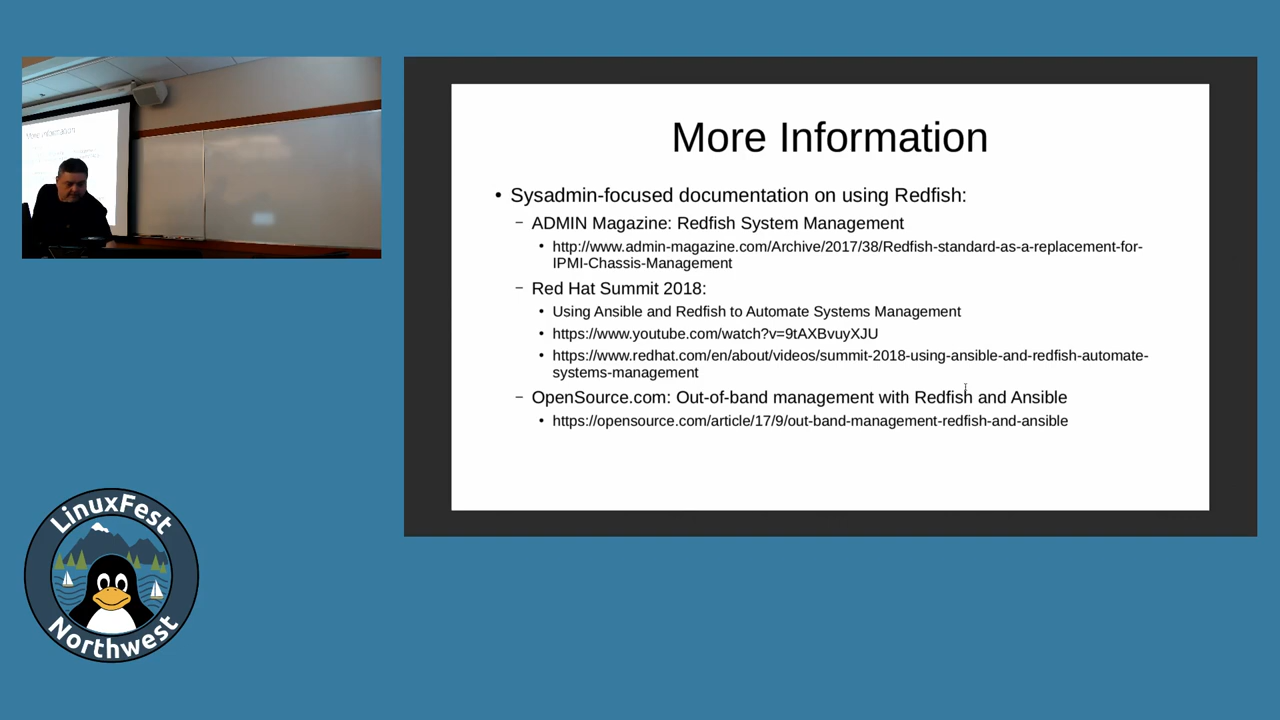 More Information
More Information
• Sysadmin-focused documentation on using Redfish:
– ADMIN Magazine: Redfish System Management
• http://www.admin-magazine.com/Archive/2017/38/Redfish-standard-as-a-replacement-for-
IPMI-Chassis-Management
– Red Hat Summit 2018:
• Using Ansible and Redfish to Automate Systems Management
• https://www.youtube.com/watch?v=9tAXBvuyXJU
• https://www.redhat.com/en/about/videos/summit-2018-using-ansible-and-redfish-automate-
systems-management
– OpenSource.com: Out-of-band management with Redfish and Ansible
• https://opensource.com/article/17/9/out-band-management-redfish-and-ansible
LinuxFest
Northwest